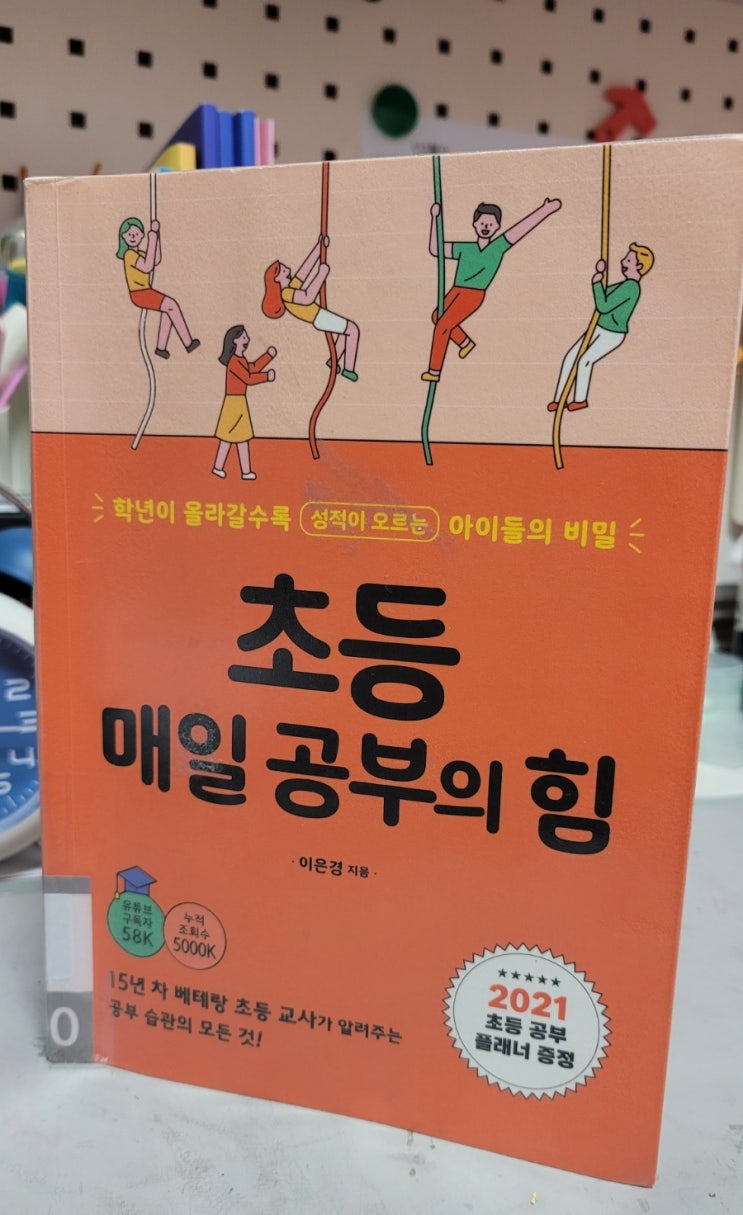 학년이 올라갈수록 성적이 오르는 아이들의 비밀
초등
매일 공부의 힘
· 이은경 지음 ·
유튜브
구독자
58K
누적
조회수
5000K
15년 차 베테랑 초등 교사가 알려주는
공부 습관의 모든 것!
★★★★★
2021
초등 공부
플래너 증정
0